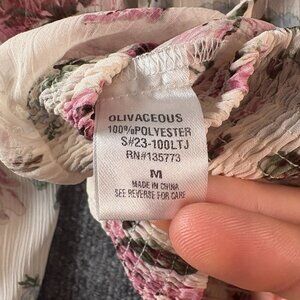 OLIVACEOUS
100%POLYESTER
S#23-100LTJ
RN#135773
M
MADE IN CHINA
SEE REVERSE FOR CARE